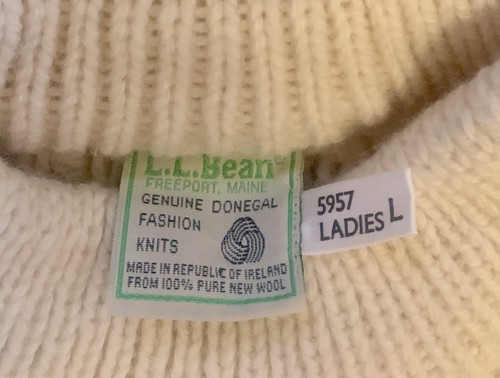 L.L.Bean
FREEPORT, MAINE
GENUINE DONEGAL
FASHION
KNITS
MADE IN REPUBLIC OF IRELAND
FROM 100% PURE NEW WOOL
5957
LADIES L